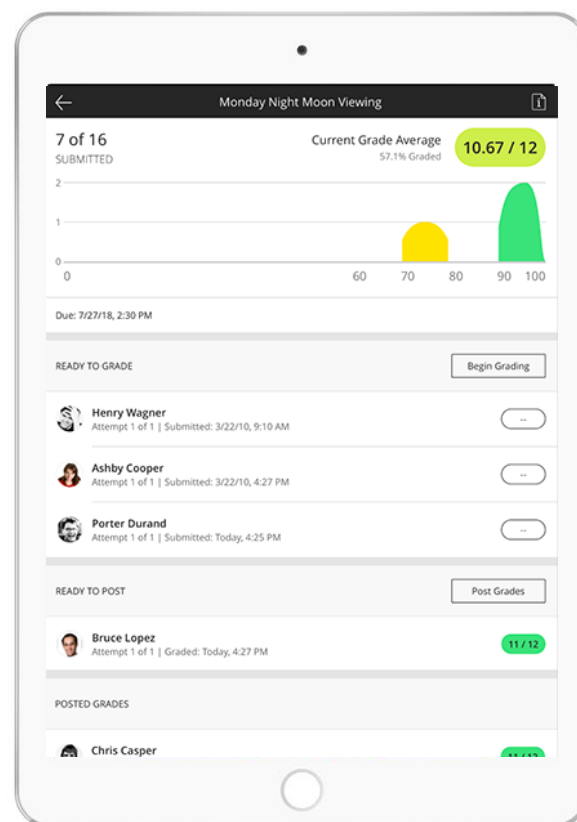 Monday Night Moon Viewing
7 of 16
SUBMITTED
Current Grade Average
57.1% Graded
10.67 / 12
2
1
0
0 60 70 80 90 100
Due: 7/27/18, 2:30 PM
READY TO GRADE
Begin Grading
Henry Wagner
Attempt 1 of 1 | Submitted: 3/22/10, 9:10 AM
--
Ashby Cooper
Attempt 1 of 1 | Submitted: 3/22/10, 4:27 PM
--
Porter Durand
Attempt 1 of 1 | Submitted: Today, 4:25 PM
--
READY TO POST
Post Grades
Bruce Lopez
Attempt 1 of 1 | Graded: Today, 4:27 PM
11 / 12
POSTED GRADES
Chris Casper
11 / 12